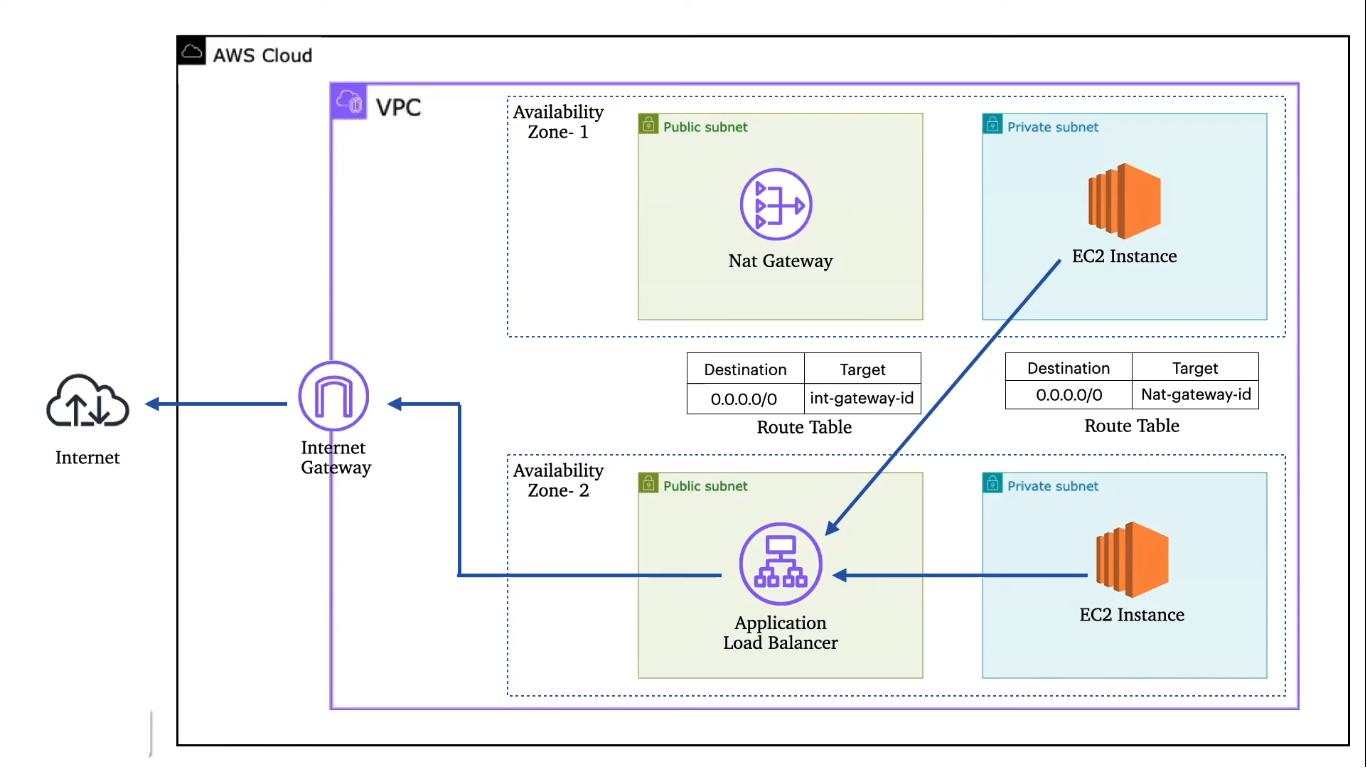 AWS Cloud
VPC
Availability
Zone- 1
Public subnet
Nat Gateway
Private subnet
EC2 Instance
Destination Target
0.0.0.0/0 int-gateway-id
Route Table
Destination Target
0.0.0.0/0 Nat-gateway-id
Route Table
Internet
Internet
Gateway
Availability
Zone- 2
Public subnet
Application
Load Balancer
Private subnet
EC2 Instance